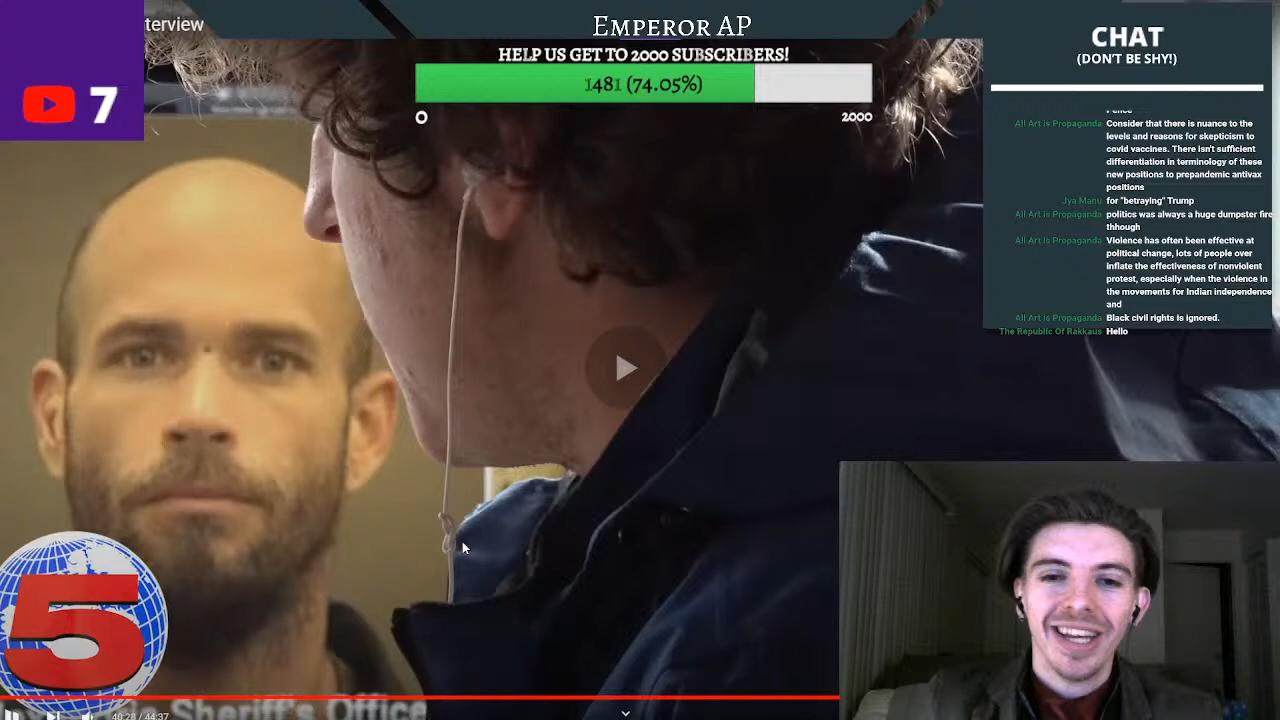 terview
EMPEROR AP
HELP US GET TO 2000 SUBSCRIBERS!
1481 (74.05%)
0
2000
7
CHAT
(DON'T BE SHY!)
All Art is Propaganda Consider that there is nuance to the
levels and reasons for skepticism to
covid vaccines. There isn't sufficient
differentiation in terminology of these
new positions to prepandemic antivax
positions
Jya Manu for "betraying" Trump
All Art is Propaganda politics was always a huge dumpster fire
thhough
All Art is Propaganda Violence has often been effective at
political change, lots of people over
inflate the effectiveness of nonviolent
protest, especially when the violence in
the movements for Indian independence
and
All Art is Propaganda Black civil rights is ignored.
The Republic Of Rakkaus Hello
5
Sheriff's Office
40:28 / 44:37